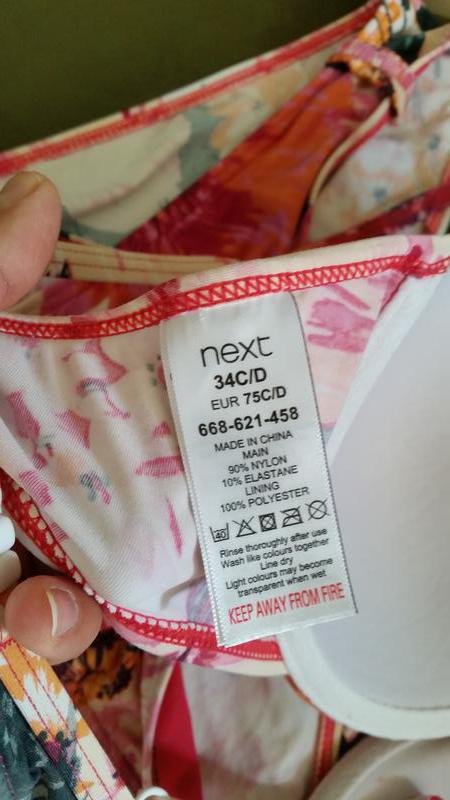 next
34C/D
EUR 75C/D
668-621-458
MADE IN CHINA
MAIN
90% NYLON
10% ELASTANE
LINING
100% POLYESTER
40
Rinse thoroughly after use
Wash like colours together
Line dry
Light colours may become
transparent when wet
KEEP AWAY FROM FIRE